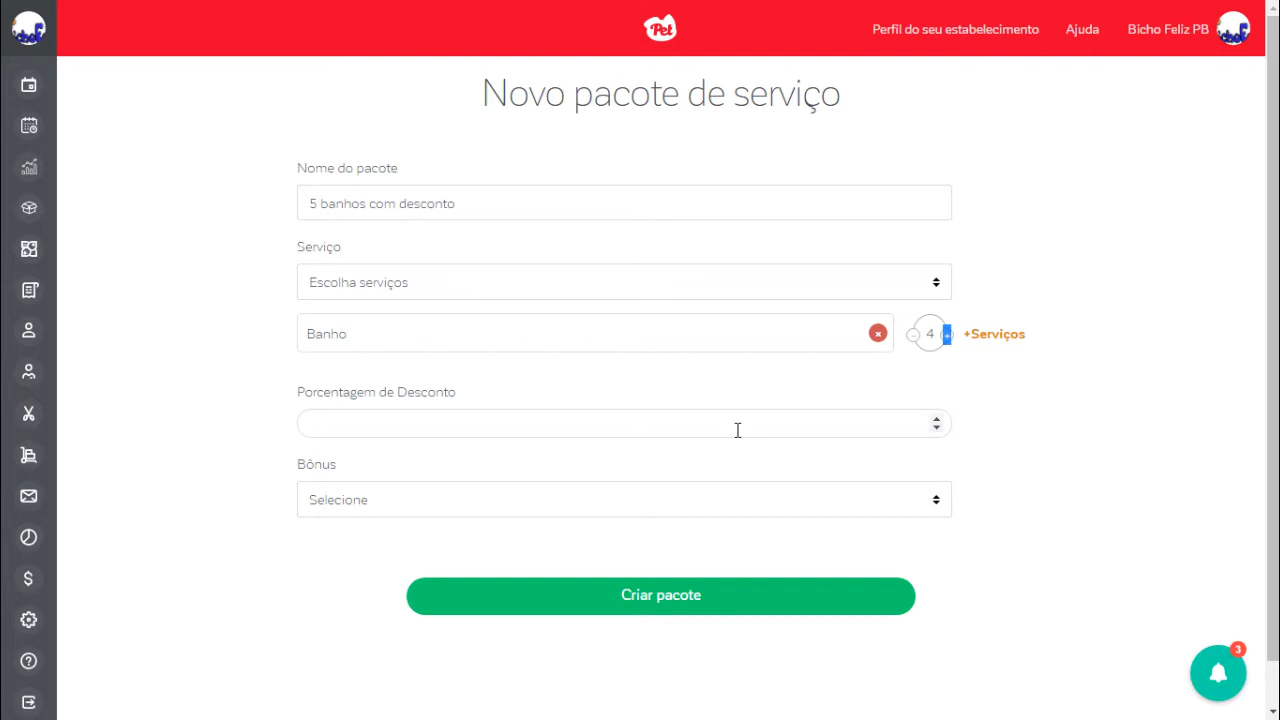 Pet
Perfil do seu estabelecimento
Ajuda
Bicho Feliz PB
Novo pacote de serviço
Nome do pacote
5 banhos com desconto
Serviço
Escolha serviços
Banho
4
+Serviços
Porcentagem de Desconto
Bônus
Selecione
Criar pacote
3